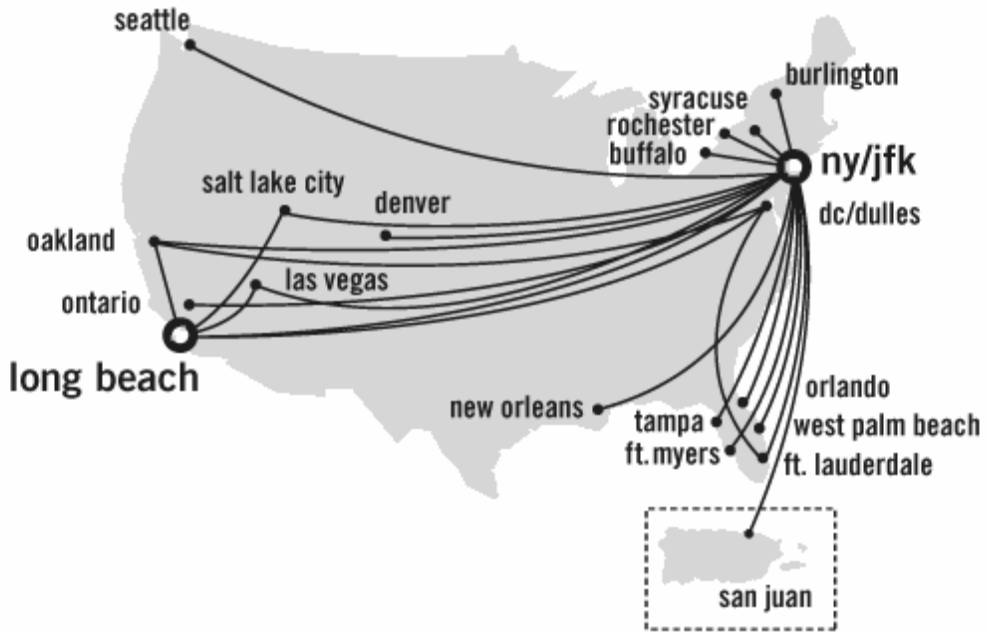 seattle
burlington
syracuse
rochester
buffalo
ny/jfk
salt lake city
denver
dc/dulles
oakland
las vegas
ontario
long beach
new orleans
orlando
tampa
west palm beach
ft.myers
ft. lauderdale
san juan